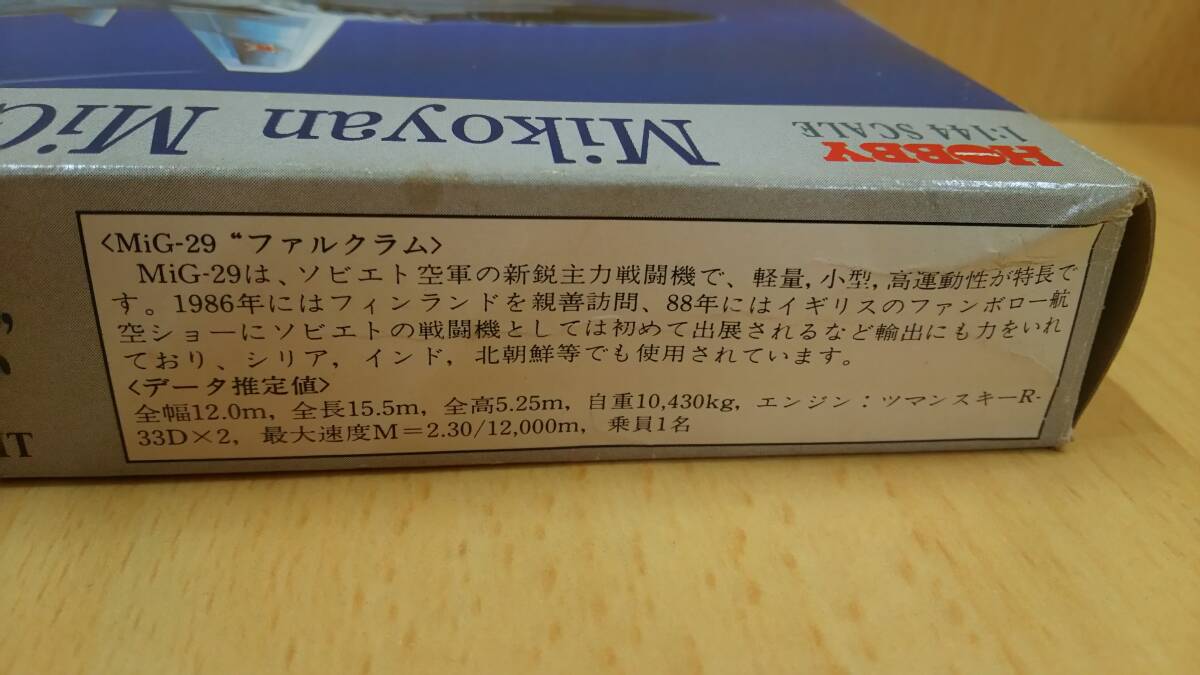 HOBBY
1:144 SCALE
Mikoyan MiG
<MiG-29 “ファルクラム>
MiG-29は、ソビエト空軍の新鋭主力戦闘機で、軽量, 小型, 高運動性が特長で
す。1986年にはフィンランドを親善訪問、88年にはイギリスのファンボロー航
空ショーにソビエトの戦闘機としては初めて出展されるなど輸出にも力をいれ
ており、シリア, インド, 北朝鮮等でも使用されています。
<データ推定値>
全幅12.0m, 全長15.5m, 全高5.25m, 自重10,430kg, エンジン：ツマンスキーR-
33D×2, 最大速度M＝2.30/12,000m, 乗員1名